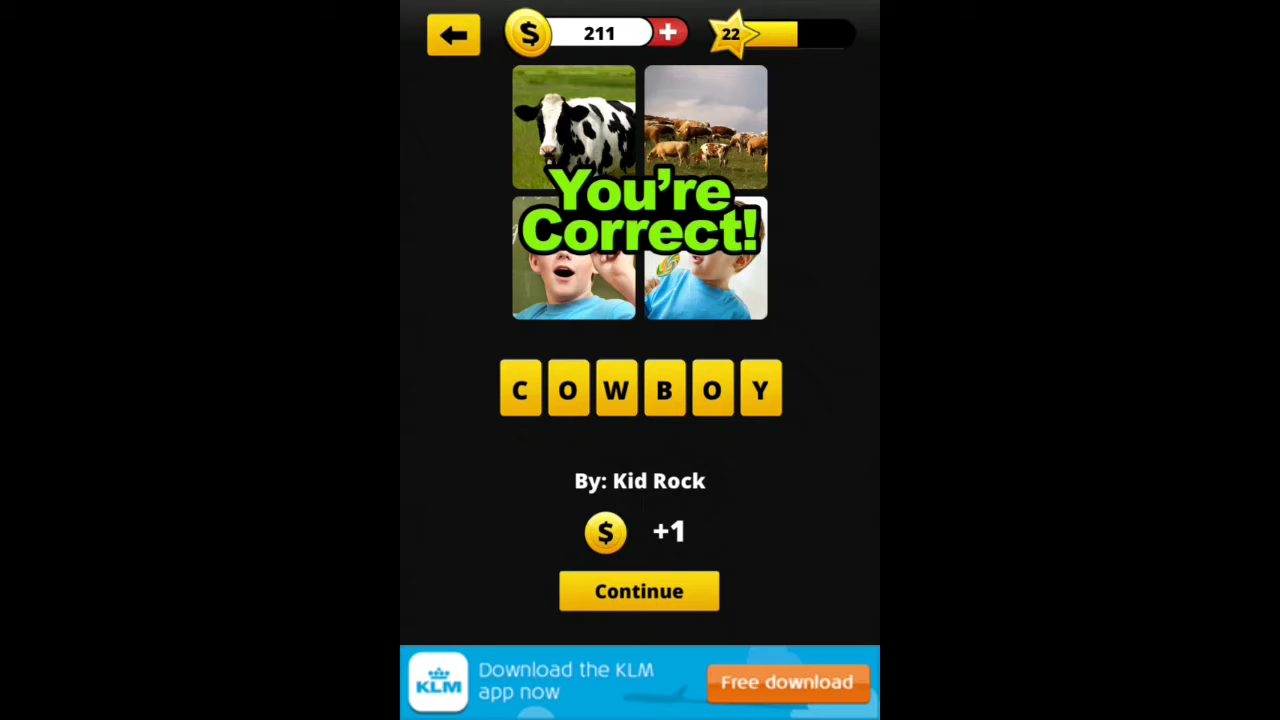 $ 211 + 22
You're
Correct!
C O W B O Y
By: Kid Rock
$ +1
Continue
KLM
Download the KLM
app now
Free download